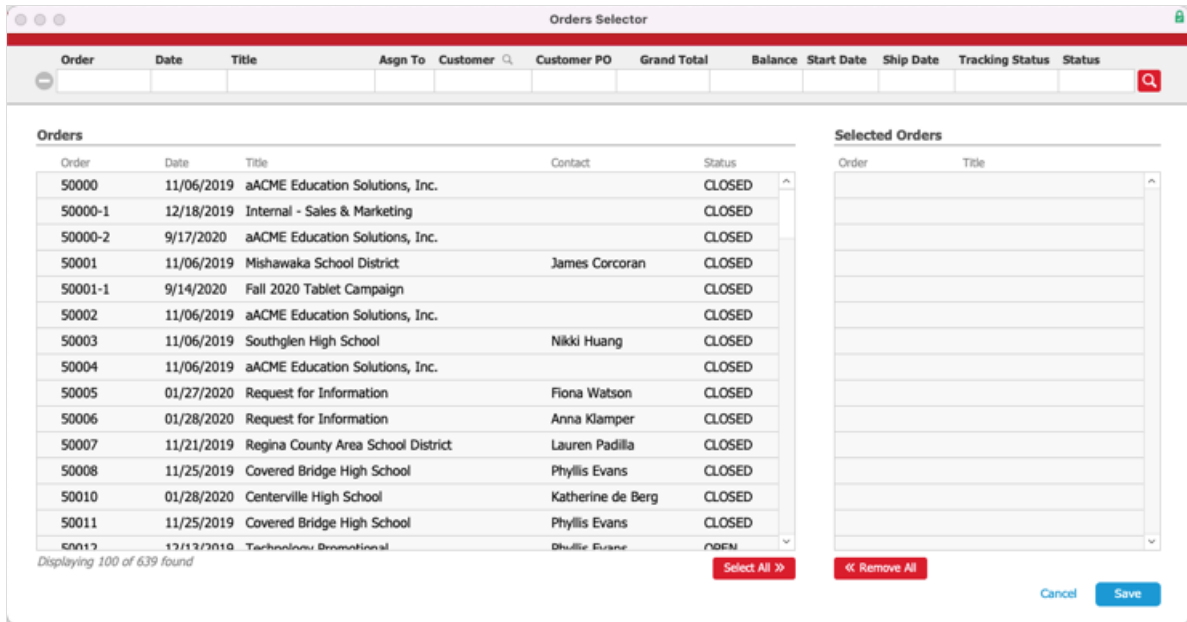 Orders Selector
Order Date Title Asgn To Customer Customer PO Grand Total Balance Start Date Ship Date Tracking Status Status
Orders Selected Orders
Order Date Title Contact Status Order Title
50000 11/06/2019 aACME Education Solutions, Inc. CLOSED
50000-1 12/18/2019 Internal - Sales & Marketing CLOSED
50000-2 9/17/2020 aACME Education Solutions, Inc. CLOSED
50001 11/06/2019 Mishawaka School District James Corcoran CLOSED
50001-1 9/14/2020 Fall 2020 Tablet Campaign CLOSED
50002 11/06/2019 aACME Education Solutions, Inc. CLOSED
50003 11/06/2019 Southglen High School Nikki Huang CLOSED
50004 11/06/2019 aACME Education Solutions, Inc. CLOSED
50005 01/27/2020 Request for Information Fiona Watson CLOSED
50006 01/28/2020 Request for Information Anna Klamper CLOSED
50007 11/21/2019 Regina County Area School District Lauren Padilla CLOSED
50008 11/25/2019 Covered Bridge High School Phyllis Evans CLOSED
50010 01/28/2020 Centerville High School Katherine de Berg CLOSED
50011 11/25/2019 Covered Bridge High School Phyllis Evans CLOSED
50012 12/13/2019 Technology Promotional Phyllis Evans OPEN
Displaying 100 of 639 found
Select All » « Remove All
Cancel Save